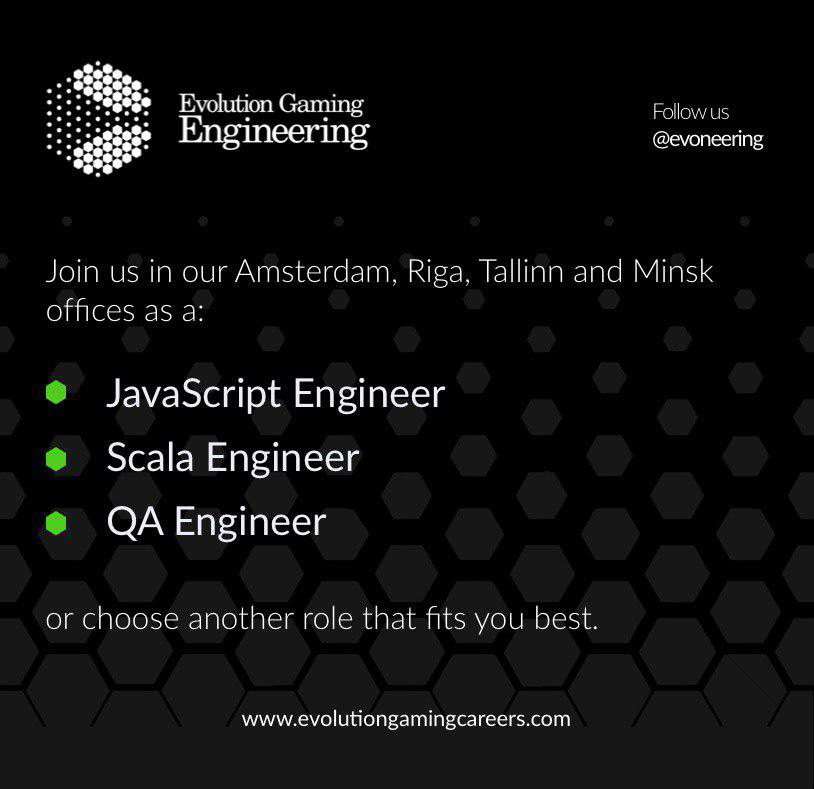 Evolution Gaming
Engineering
Follow us
@evoneering
Join us in our Amsterdam, Riga, Tallinn and Minsk
offices as a:
JavaScript Engineer
Scala Engineer
QA Engineer
or choose another role that fits you best.
www.evolutiongamingcareers.com